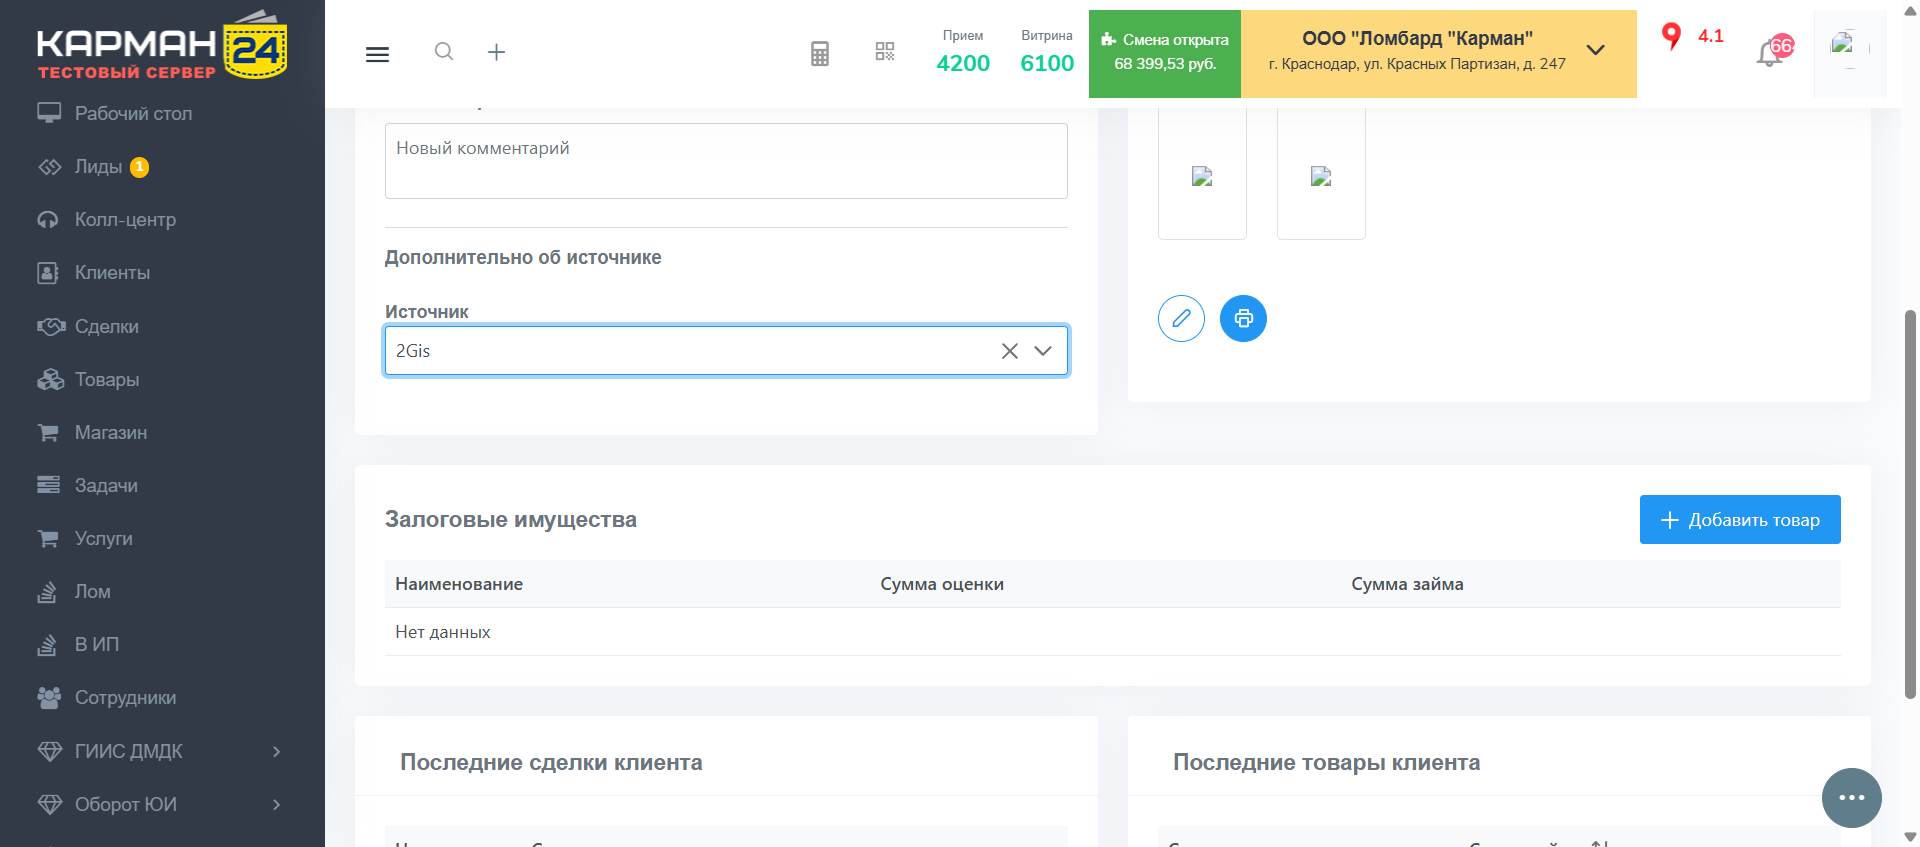 КАРМАН 24
ТЕСТОВЫЙ СЕРВЕР
Рабочий стол
Лиды 1
Колл-центр
Клиенты
Сделки
Товары
Магазин
Задачи
Услуги
Лом
В ИП
Сотрудники
ГИИС ДМДК
Оборот ЮИ
Прием
4200
Витрина
6100
Смена открыта
68 399,53 руб.
ООО "Ломбард "Карман"
г. Краснодар, ул. Красных Партизан, д. 247
4.1
Новый комментарий
Дополнительно об источнике
Источник
2Gis
Залоговые имущества
Добавить товар
Наименование Сумма оценки Сумма займа
Нет данных
Последние сделки клиента
Последние товары клиента